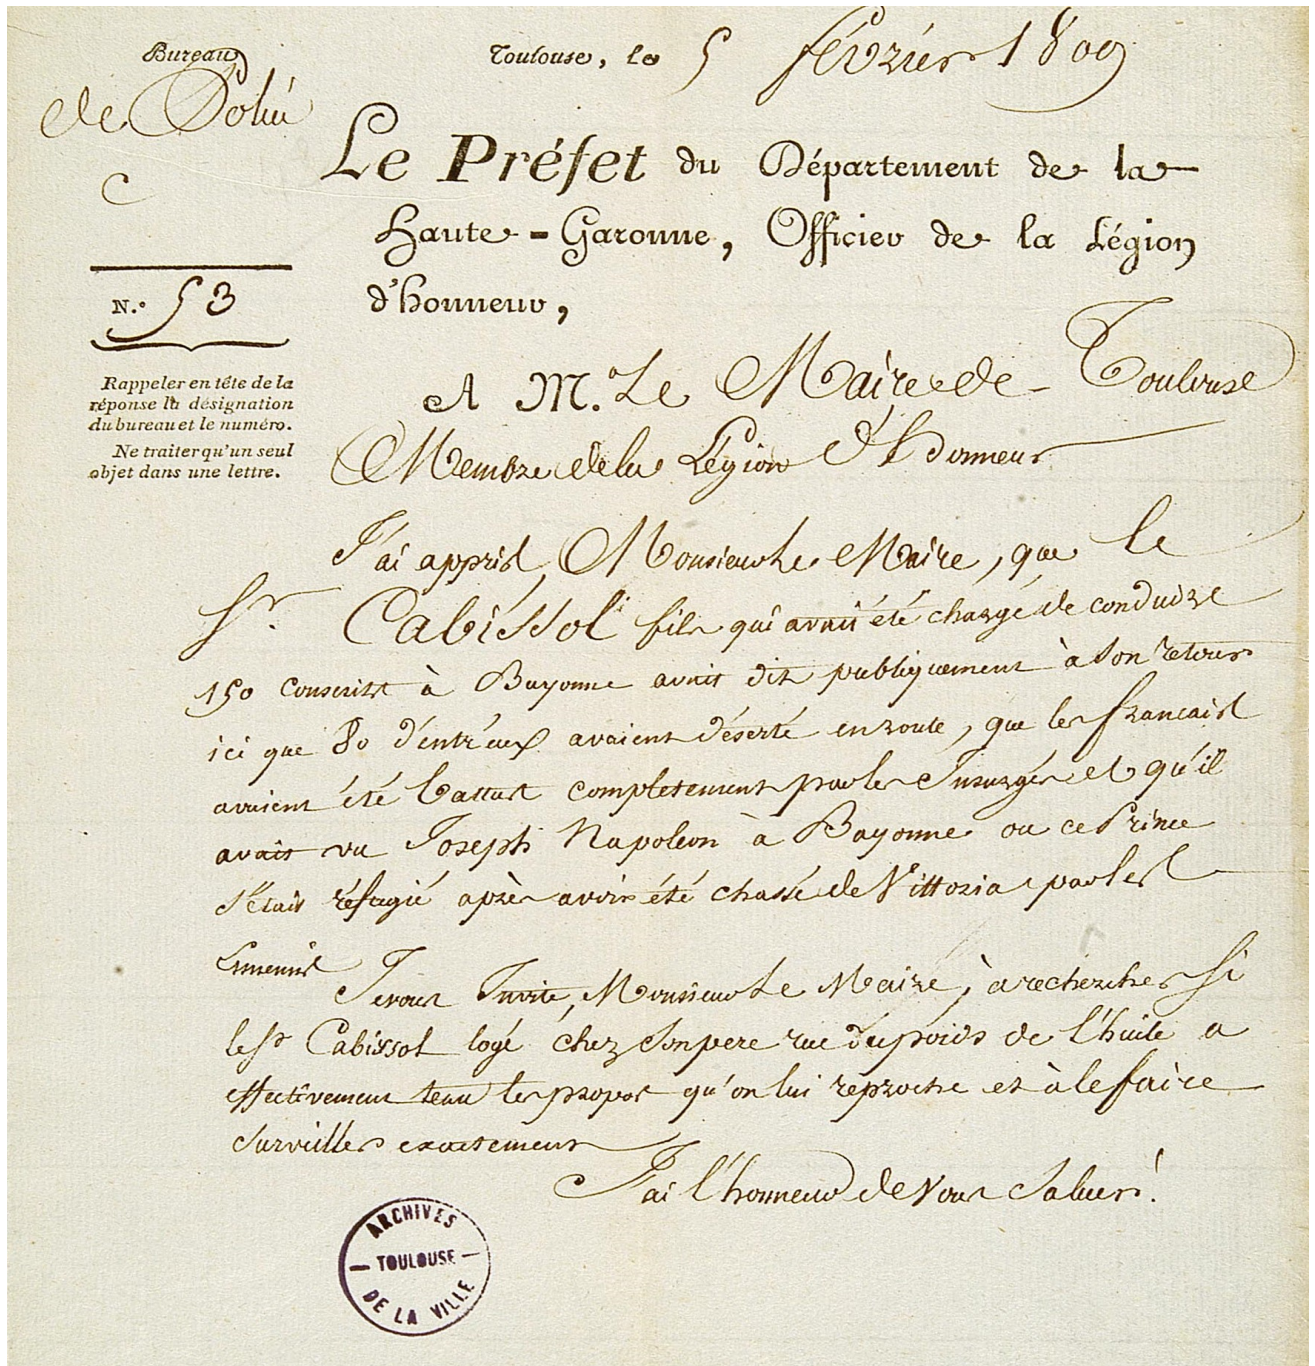 Bureau
de Police
C
N.° 53
Rappeler en tête de la
réponse la désignation
du bureau et le numéro.
Ne traiter qu'un seul
objet dans une lettre.
Toulouse, le 5 février 1809
Le Préfet du Département de la
Haute-Garonne, Officier de la Légion
d'honneur,
A M. Le Maire de Toulouse
Membre de la Légion d'honneur
J'ai appris, Monsieur Le Maire, que le
Sr. Cabissol fils qui avait été chargé de conduire
150 conscrits à Bayonne avait dit publiquement à son retour
ici que 80 d'entr'eux avaient déserté en route, que les francais
avaient été battus completement par les Insurgés et qu'il
avait vu Joseph Napoleon à Bayonne ou ce Prince
s'était réfugié après avoir été chassé de Vittoria par les
Ennemis
Je vous Invite, Monsieur Le Maire, à rechercher si
le Sr Cabissol logé chez son pere rue du poids de l'huile a
effectivement tenu les propos qu'on lui reproche et à le faire
surveiller exactement
J'ai l'honneur de Vous Saluer.
ARCHIVES
TOULOUSE
DE LA VILLE